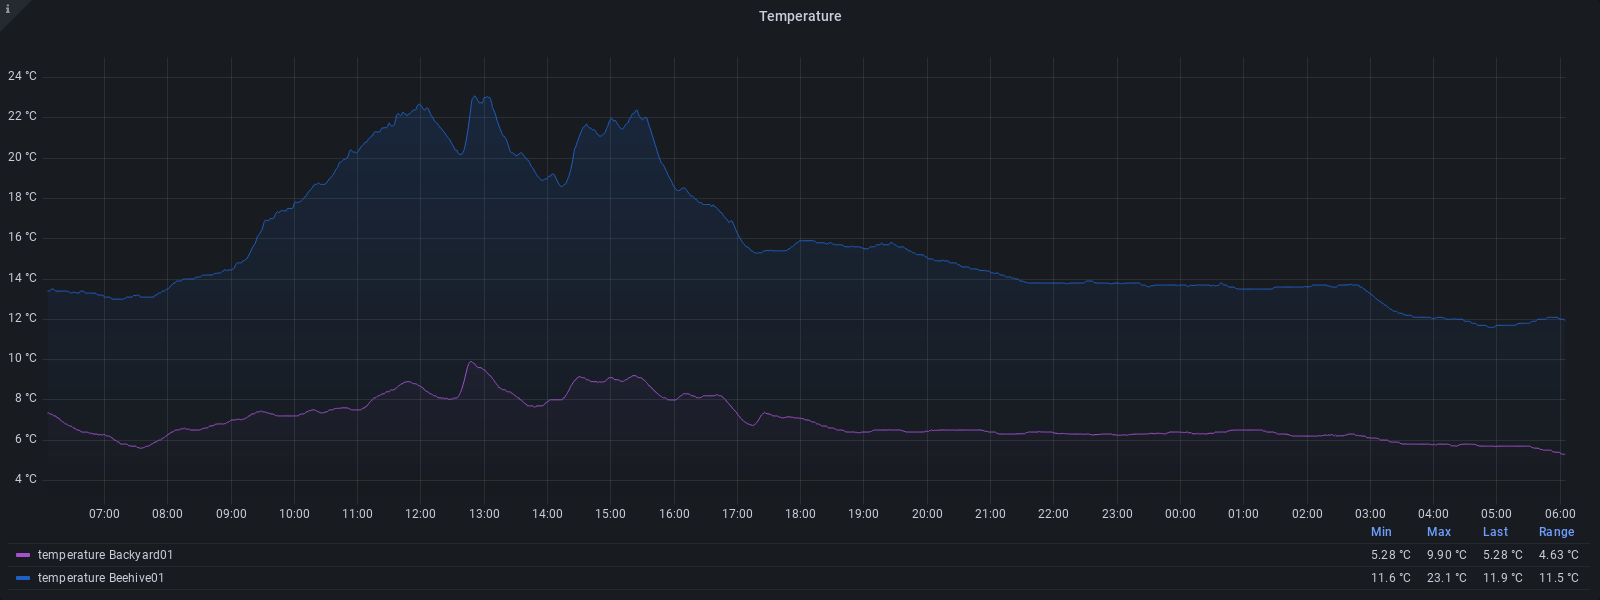 i
Temperature
24 °C
22 °C
20 °C
18 °C
16 °C
14 °C
12 °C
10 °C
8 °C
6 °C
4 °C
07:00 08:00 09:00 10:00 11:00 12:00 13:00 14:00 15:00 16:00 17:00 18:00 19:00 20:00 21:00 22:00 23:00 00:00 01:00 02:00 03:00 04:00 05:00 06:00
Min Max Last Range
temperature Backyard01 5.28 °C 9.90 °C 5.28 °C 4.63 °C
temperature Beehive01 11.6 °C 23.1 °C 11.9 °C 11.5 °C